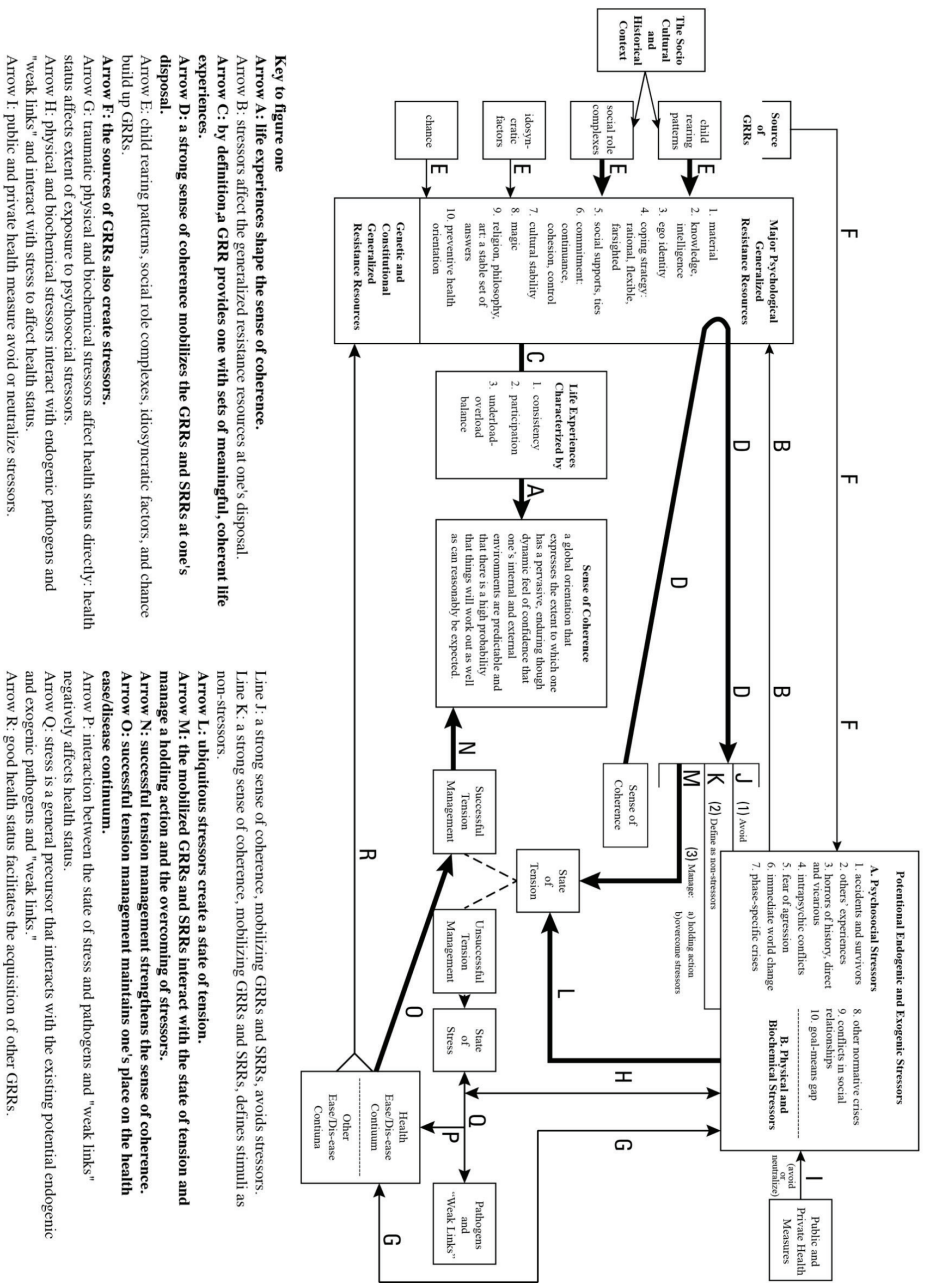 Source
of
GRRs
The Socio
Cultural
and
Historical
Context
child
rearing
patterns
social role
complexes
idosyn-
cratic
factors
chance
F
F
F
E
E
E
E
Major Psychological
Generalized
Resistance Resources
1. material
2. knowledge,
intelligence
3. ego identity
4. coping strategy:
rational, flexible,
farsighted
5. social supports, ties
6. commitment:
continuance,
cohesion, control
7. cultural stability
8. magic
9. religion, philosophy,
art: a stable set of
answers
10. preventive health
orientation
Genetic and
Constitutional
Generalized
Resistance Resources
B
B
D
D
D
C
Life Experiences
Characterized by
1. consistency
2. participation
3. underload-
overload
balance
A
Sense of Coherence
a global orientation that
expresses the extent to which one
has a pervasive, enduring though
dynamic feel of confidence that
one's internal and external
environments are predictable and
that there is a high probability
that things will work out as well
as can reasonably be expected.
Potentional Endogenic and Exogenic Stressors
A. Psychosocial Stressors
1. accidents and survivors
2. others' experiences
3. horrors of history, direct
and vicarious
4. intrapsychic conflicts
5. fear of agression
6. immediate world change
7. phase-specific crises
8. other normative crises
9. conflicts in social
relationships
10. goal-means gap
B. Physical and
Biochemical Stressors
I
(avoid
or
neutralize)
Public and
Private Health
Measures
J
(1) Avoid
K
(2) Define as non-stressors
M
(3) Manage:
a) holding action
b)overcome stressors
Sense of
Coherence
State
of
Tension
L
H
G
N
Successful
Tension
Management
Unsuccessful
Tension
Management
State
of
Stress
Q
P
Pathogens
and
"Weak Links"
O
R
Health
Ease/Dis-ease
Contiuum
Other
Ease/Dis-ease
Contiuna
G
Key to figure one
Arrow A: life experiences shape the sense of coherence.
Arrow B: stressors affect the generalized resistance resources at one's disposal.
Arrow C: by definition,a GRR provides one with sets of meaningful, coherent life
experiences.
Arrow D: a strong sense of coherence mobilizes the GRRs and SRRs at one's
disposal.
Arrow E: child rearing patterns, social role complexes, idiosyncratic factors, and chance
build up GRRs.
Arrow F: the sources of GRRs also create stressors.
Arrow G: traumatic physical and biochemical stressors affect health status directly: health
status affects extent of exposure to psychosocial stressors.
Arrow H: physical and biochemical stressors interact with endogenic pathogens and
"weak links" and interact with stress to affect health status.
Arrow I: public and private health measure avoid or neutralize stressors.
Line J: a strong sense of coherence, mobilizing GRRs and SRRs, avoids stressors.
Line K: a strong sense of coherence, mobilizing GRRs and SRRs, defines stimuli as
non-stressors.
Arrow L: ubiquitous stressors create a state of tension.
Arrow M: the mobilized GRRs and SRRs interact with the state of tension and
manage a holding action and the overcoming of stressors.
Arrow N: successful tension management strengthens the sense of coherence.
Arrow O: successful tension management maintains one's place on the health
ease/disease continuum.
Arrow P: interaction between the state of stress and pathogens and "weak links"
negatively affects health status.
Arrow Q: stress is a general precursor that interacts with the existing potential endogenic
and exogenic pathogens and "weak links."
Arrow R: good health status facilitates the acquisition of other GRRs.